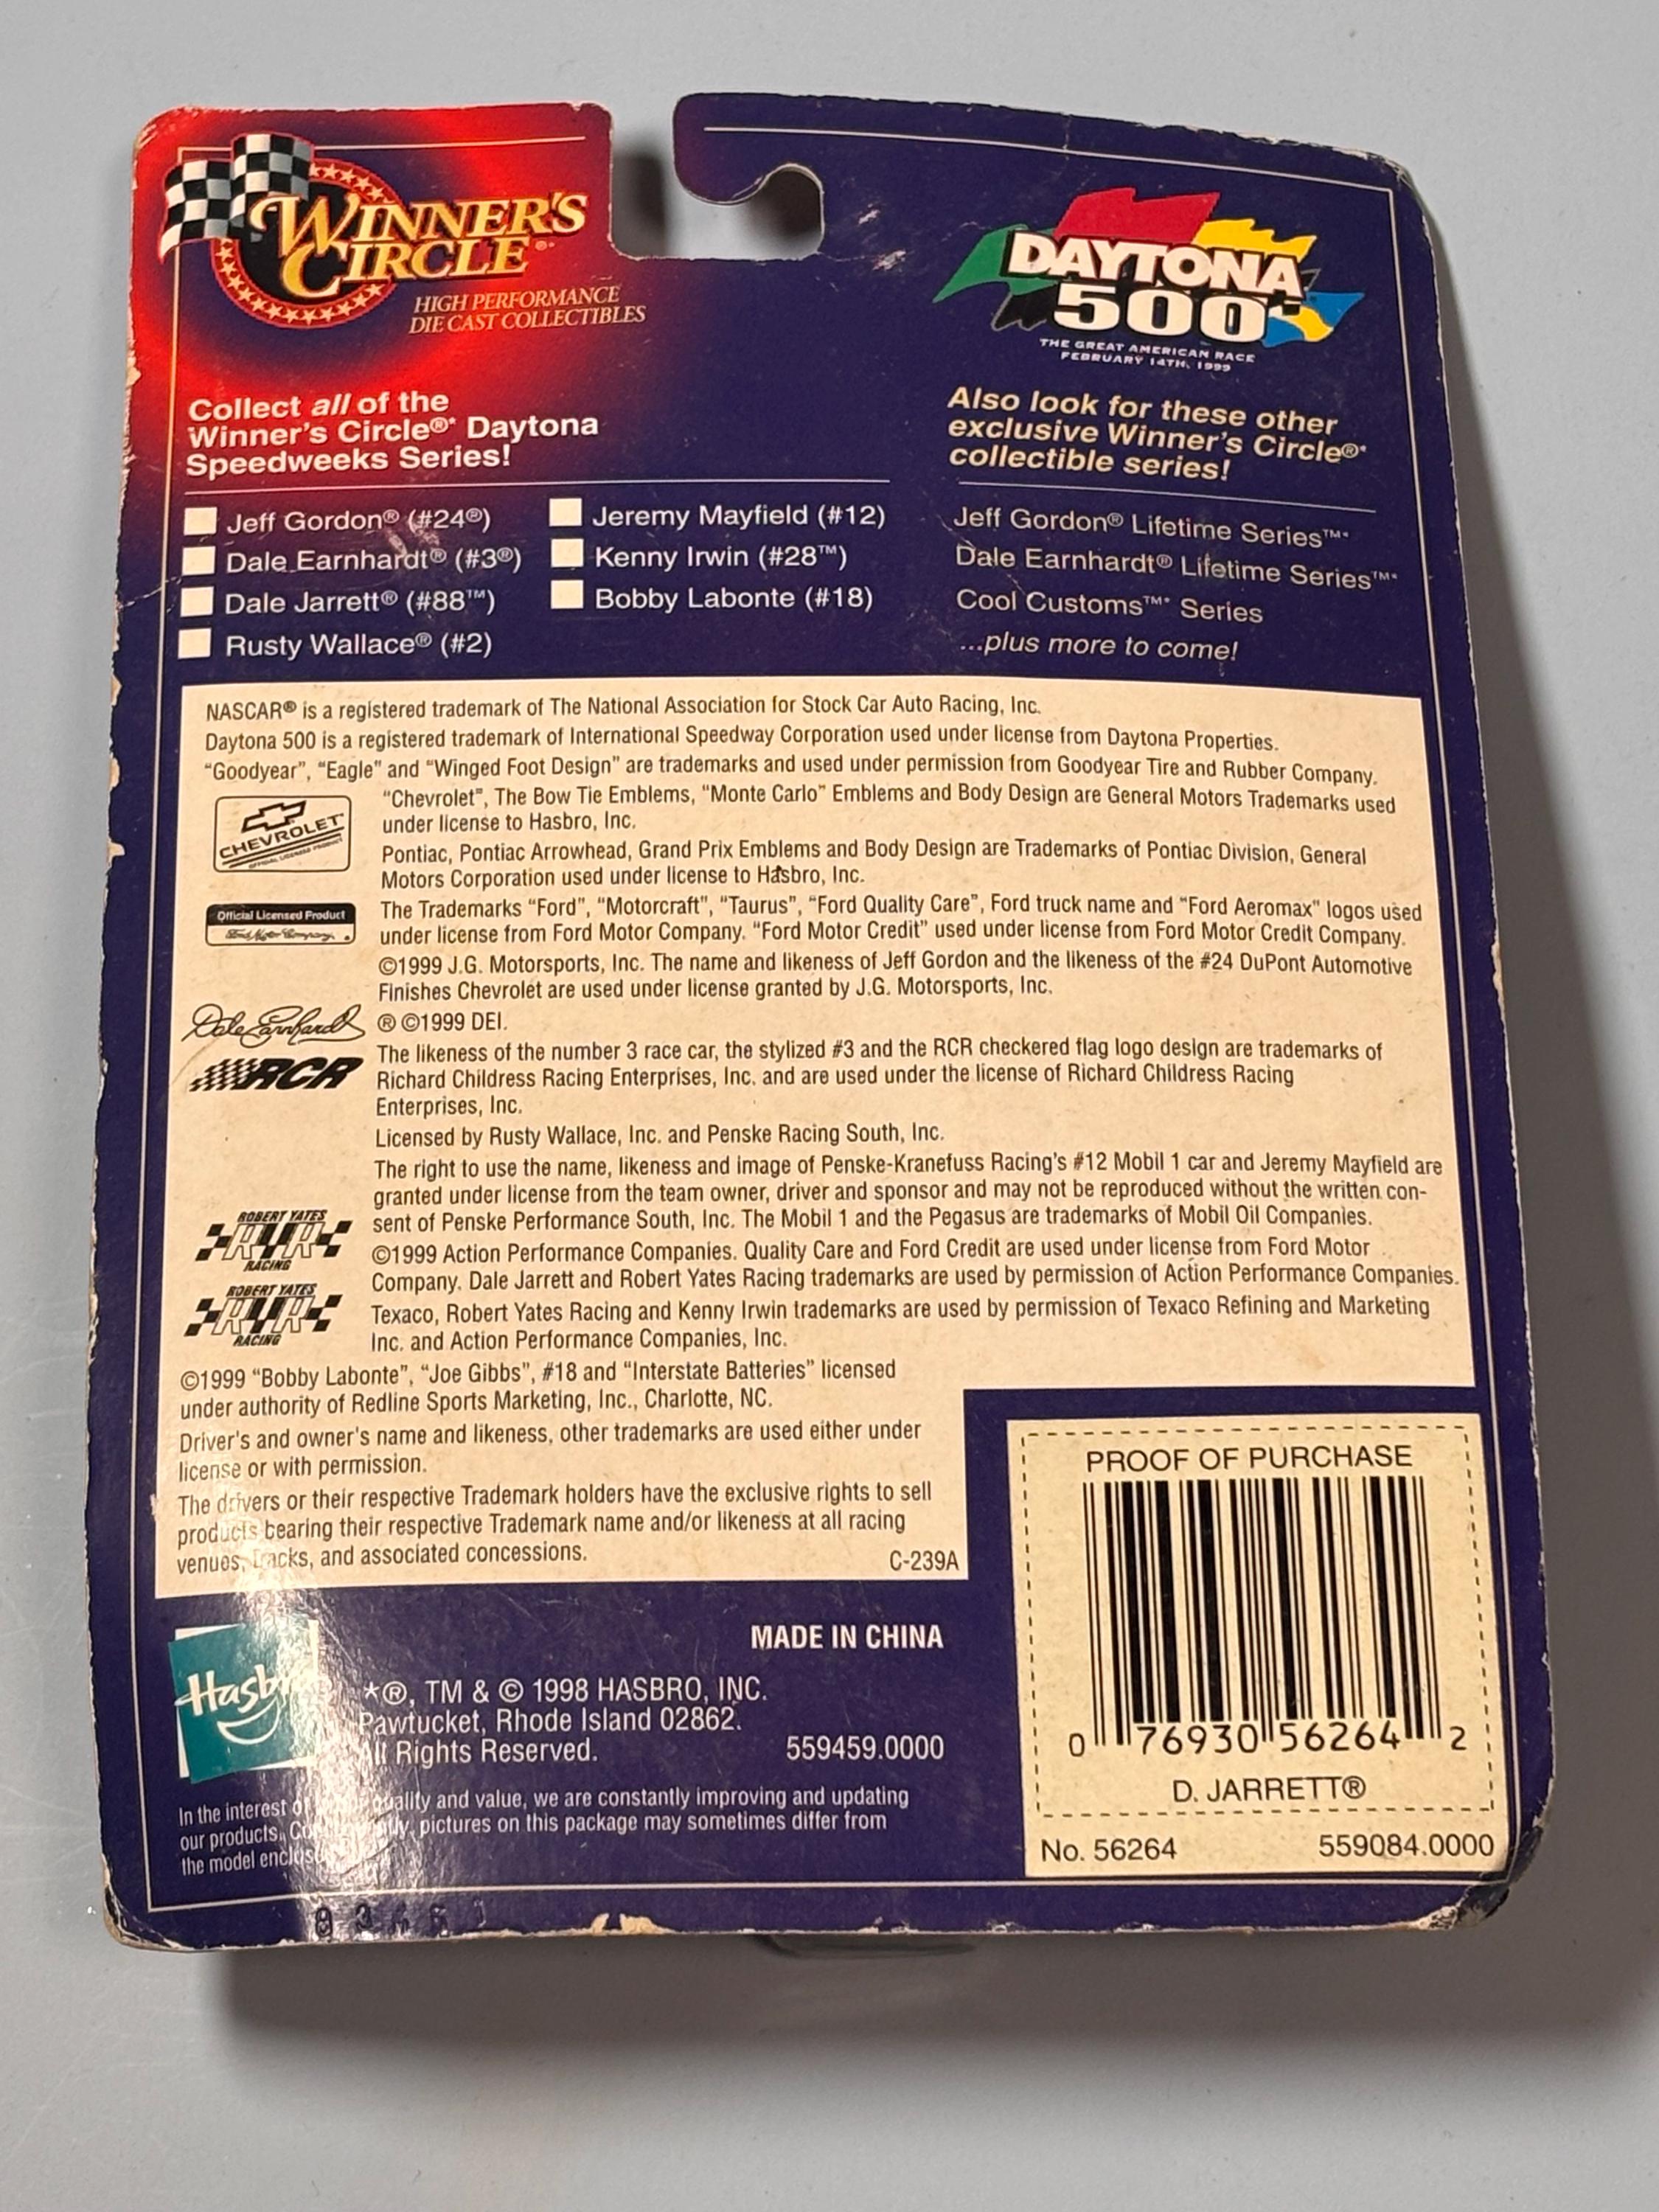 WINNER'S
CIRCLE®*
HIGH PERFORMANCE
DIE CAST COLLECTIBLES
DAYTONA
500
THE GREAT AMERICAN RACE
FEBRUARY 14TH, 1999
Collect all of the
Winner's Circle®* Daytona
Speedweeks Series!
Jeff Gordon® (#24®)
Dale Earnhardt® (#3®)
Dale Jarrett® (#88™)
Rusty Wallace® (#2)
Jeremy Mayfield (#12)
Kenny Irwin (#28™)
Bobby Labonte (#18)
Also look for these other
exclusive Winner's Circle®*
collectible series!
Jeff Gordon® Lifetime Series™*
Dale Earnhardt® Lifetime Series™*
Cool Customs™* Series
...plus more to come!
NASCAR® is a registered trademark of The National Association for Stock Car Auto Racing, Inc.
Daytona 500 is a registered trademark of International Speedway Corporation used under license from Daytona Properties.
"Goodyear", "Eagle" and "Winged Foot Design" are trademarks and used under permission from Goodyear Tire and Rubber Company.
CHEVROLET
OFFICIAL LICENSED PRODUCT
"Chevrolet", The Bow Tie Emblems, "Monte Carlo" Emblems and Body Design are General Motors Trademarks used
under license to Hasbro, Inc.
Pontiac, Pontiac Arrowhead, Grand Prix Emblems and Body Design are Trademarks of Pontiac Division, General
Motors Corporation used under license to Hasbro, Inc.
Official Licensed Product
Ford Motor Company.
The Trademarks "Ford", "Motorcraft", "Taurus", "Ford Quality Care", Ford truck name and "Ford Aeromax" logos used
under license from Ford Motor Company. "Ford Motor Credit" used under license from Ford Motor Credit Company.
©1999 J.G. Motorsports, Inc. The name and likeness of Jeff Gordon and the likeness of the #24 DuPont Automotive
Finishes Chevrolet are used under license granted by J.G. Motorsports, Inc.
Dale Earnhardt ® ©1999 DEI.
RCR
The likeness of the number 3 race car, the stylized #3 and the RCR checkered flag logo design are trademarks of
Richard Childress Racing Enterprises, Inc. and are used under the license of Richard Childress Racing
Enterprises, Inc.
Licensed by Rusty Wallace, Inc. and Penske Racing South, Inc.
The right to use the name, likeness and image of Penske-Kranefuss Racing's #12 Mobil 1 car and Jeremy Mayfield are
granted under license from the team owner, driver and sponsor and may not be reproduced without the written con-
sent of Penske Performance South, Inc. The Mobil 1 and the Pegasus are trademarks of Mobil Oil Companies.
ROBERT YATES
RYR
RACING
©1999 Action Performance Companies. Quality Care and Ford Credit are used under license from Ford Motor
Company. Dale Jarrett and Robert Yates Racing trademarks are used by permission of Action Performance Companies.
ROBERT YATES
RYR
RACING
Texaco, Robert Yates Racing and Kenny Irwin trademarks are used by permission of Texaco Refining and Marketing
Inc. and Action Performance Companies, Inc.
©1999 "Bobby Labonte", "Joe Gibbs", #18 and "Interstate Batteries" licensed
under authority of Redline Sports Marketing, Inc., Charlotte, NC.
Driver's and owner's name and likeness, other trademarks are used either under
license or with permission.
The drivers or their respective Trademark holders have the exclusive rights to sell
products bearing their respective Trademark name and/or likeness at all racing
venues, tracks, and associated concessions.
C-239A
Hasbro
MADE IN CHINA
*®, TM & © 1998 HASBRO, INC.
Pawtucket, Rhode Island 02862.
All Rights Reserved.
559459.0000
In the interest of quality and value, we are constantly improving and updating
our products. pictures on this package may sometimes differ from
the model
PROOF OF PURCHASE
0 76930 56264 2
D. JARRETT®
No. 56264
559084.0000